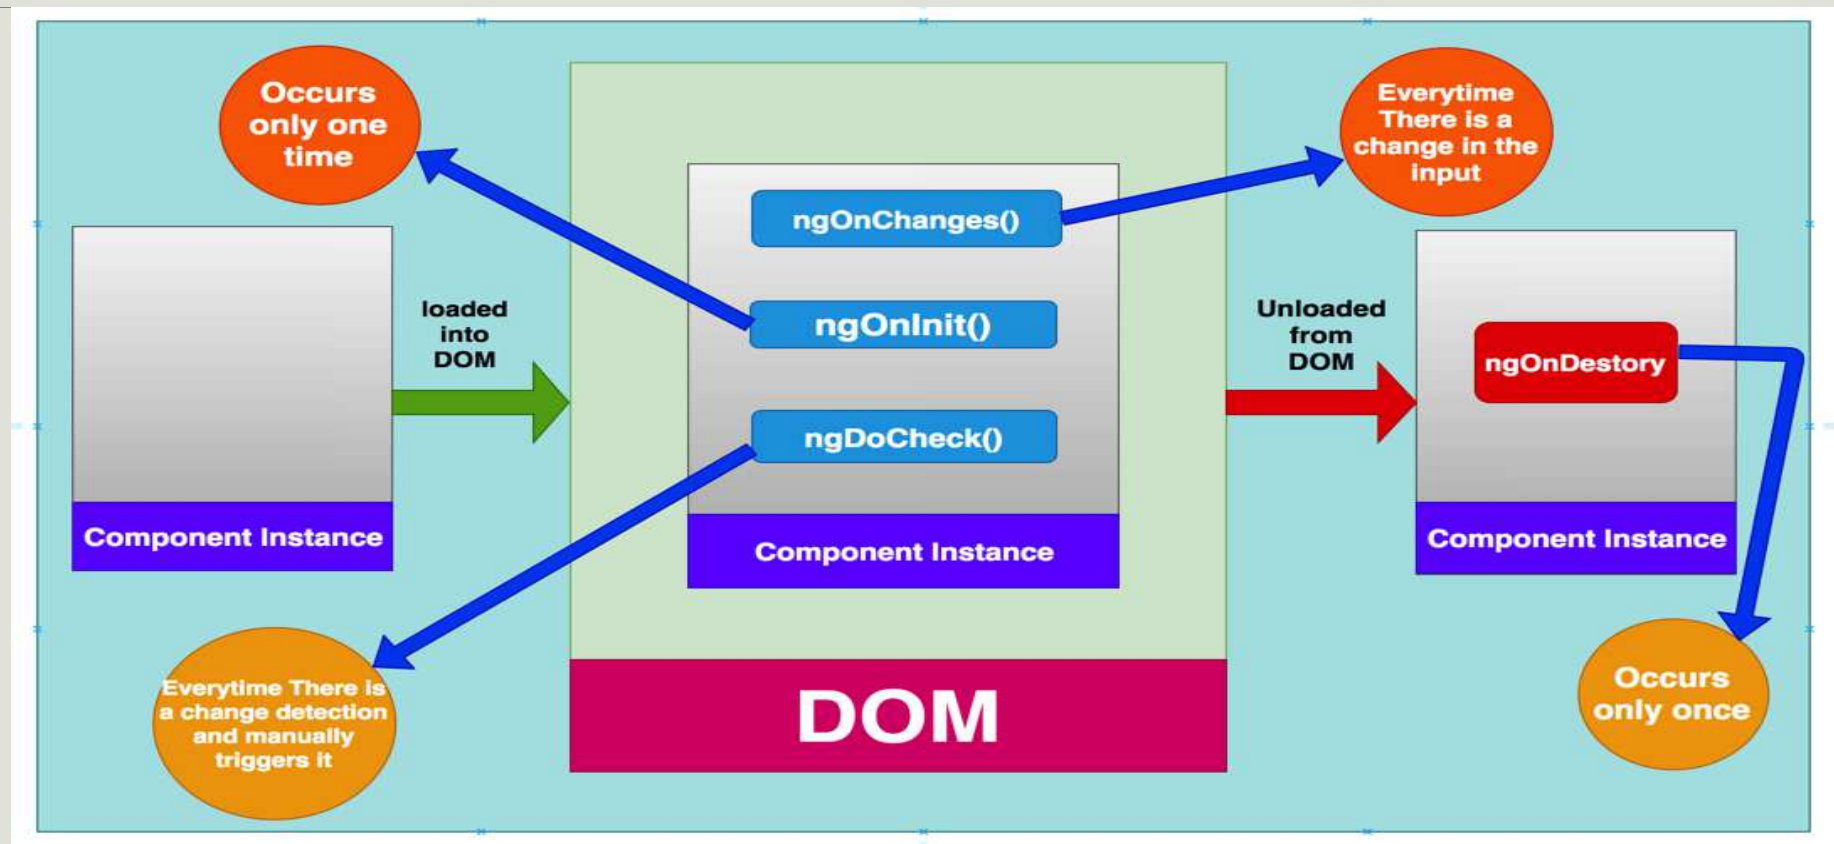 Occurs
only one
time
Everytime
There is a
change in the
input
ngOnChanges()
loaded
into
DOM
ngOnInit()
Unloaded
from
DOM
ngOnDestory
ngDoCheck()
Component Instance
Component Instance
Component Instance
Everytime There is
a change detection
and manually
triggers it
DOM
Occurs
only once